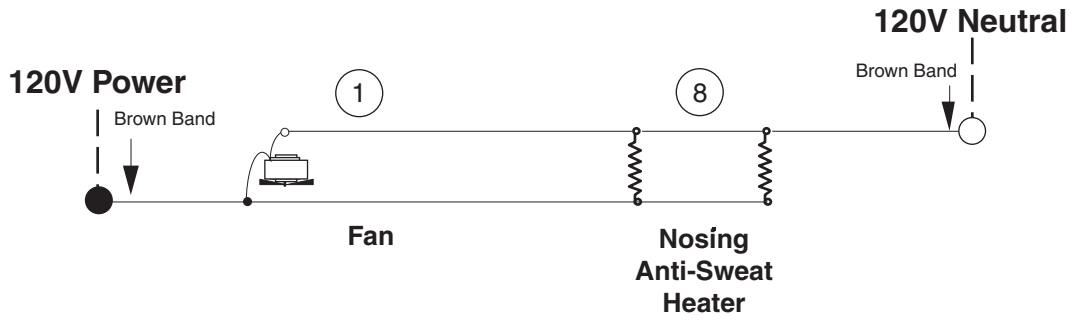 120V Neutral
120V Power
Brown Band
Brown Band
1
8
Fan
Nosing
Anti-Sweat
Heater